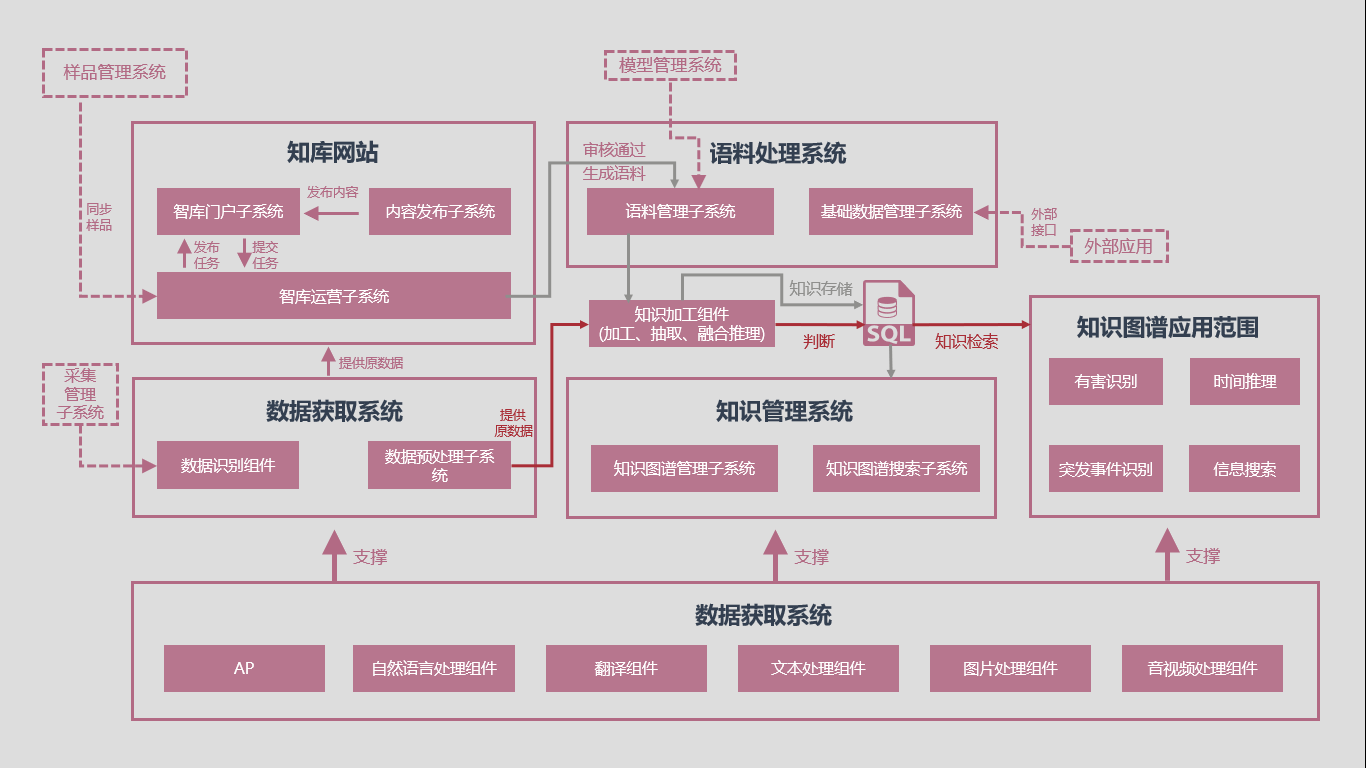 样品管理系统
模型管理系统
知库网站
审核通过
生成语料
语料处理系统
同步
样品
智库门户子系统
发布内容
内容发布子系统
语料管理子系统
基础数据管理子系统
外部
接口
外部应用
发布
任务
提交
任务
智库运营子系统
知识存储
知识加工组件
(加工、抽取、融合推理)
判断
SQL
知识检索
知识图谱应用范围
提供原数据
采集
管理
子系统
数据获取系统
提供
原数据
知识管理系统
有害识别
时间推理
数据识别组件
数据预处理子系
统
知识图谱管理子系统
知识图谱搜索子系统
突发事件识别
信息搜索
支撑
支撑
支撑
数据获取系统
AP
自然语言处理组件
翻译组件
文本处理组件
图片处理组件
音视频处理组件